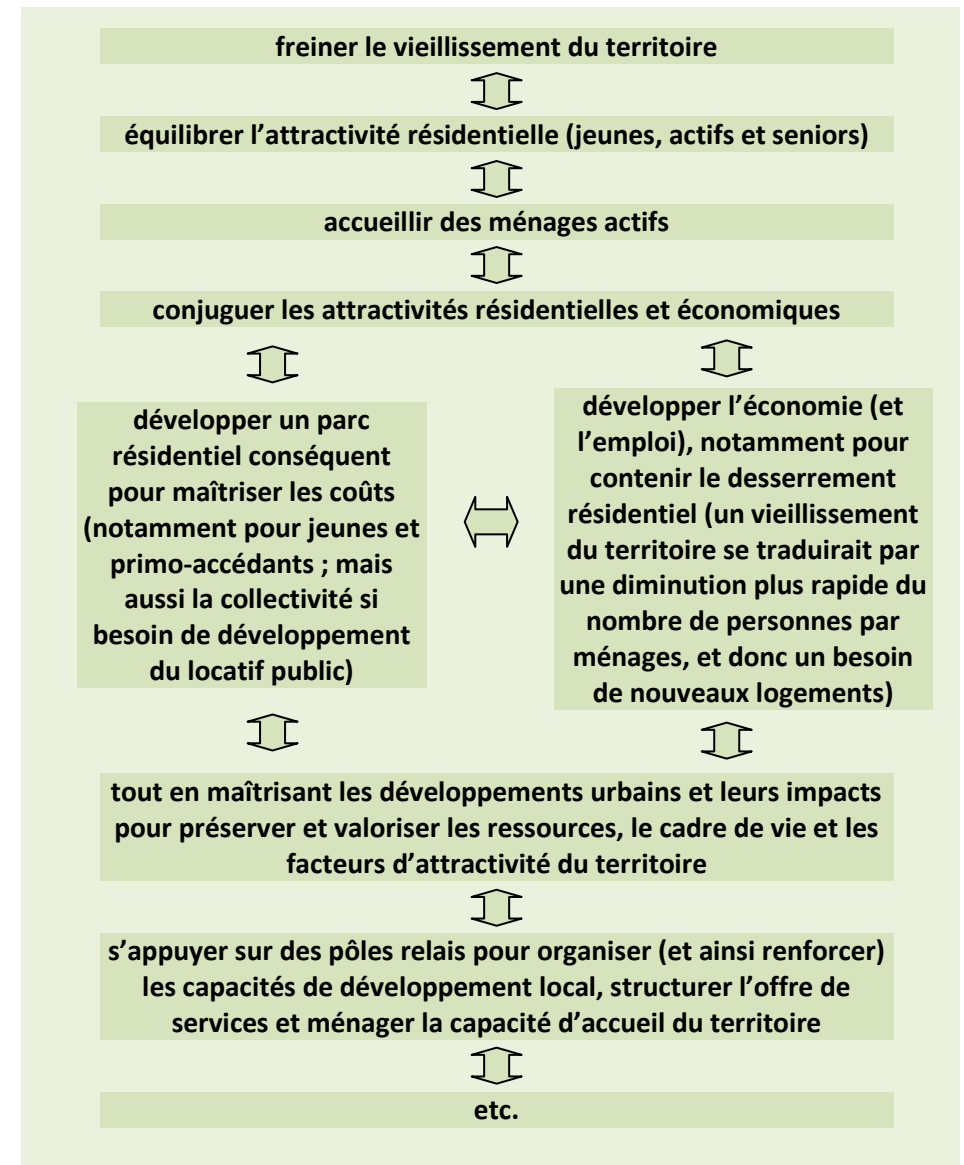 freiner le vieillissement du territoire
équilibrer l’attractivité résidentielle (jeunes, actifs et seniors)
accueillir des ménages actifs
conjuguer les attractivités résidentielles et économiques
développer un parc
résidentiel conséquent
pour maîtriser les coûts
(notamment pour jeunes et
primo-accédants ; mais
aussi la collectivité si
besoin de développement
du locatif public)
développer l’économie (et
l’emploi), notamment pour
contenir le desserrement
résidentiel (un vieillissement
du territoire se traduirait par
une diminution plus rapide du
nombre de personnes par
ménages, et donc un besoin
de nouveaux logements)
tout en maîtrisant les développements urbains et leurs impacts
pour préserver et valoriser les ressources, le cadre de vie et les
facteurs d’attractivité du territoire
s’appuyer sur des pôles relais pour organiser (et ainsi renforcer)
les capacités de développement local, structurer l’offre de
services et ménager la capacité d’accueil du territoire
etc.